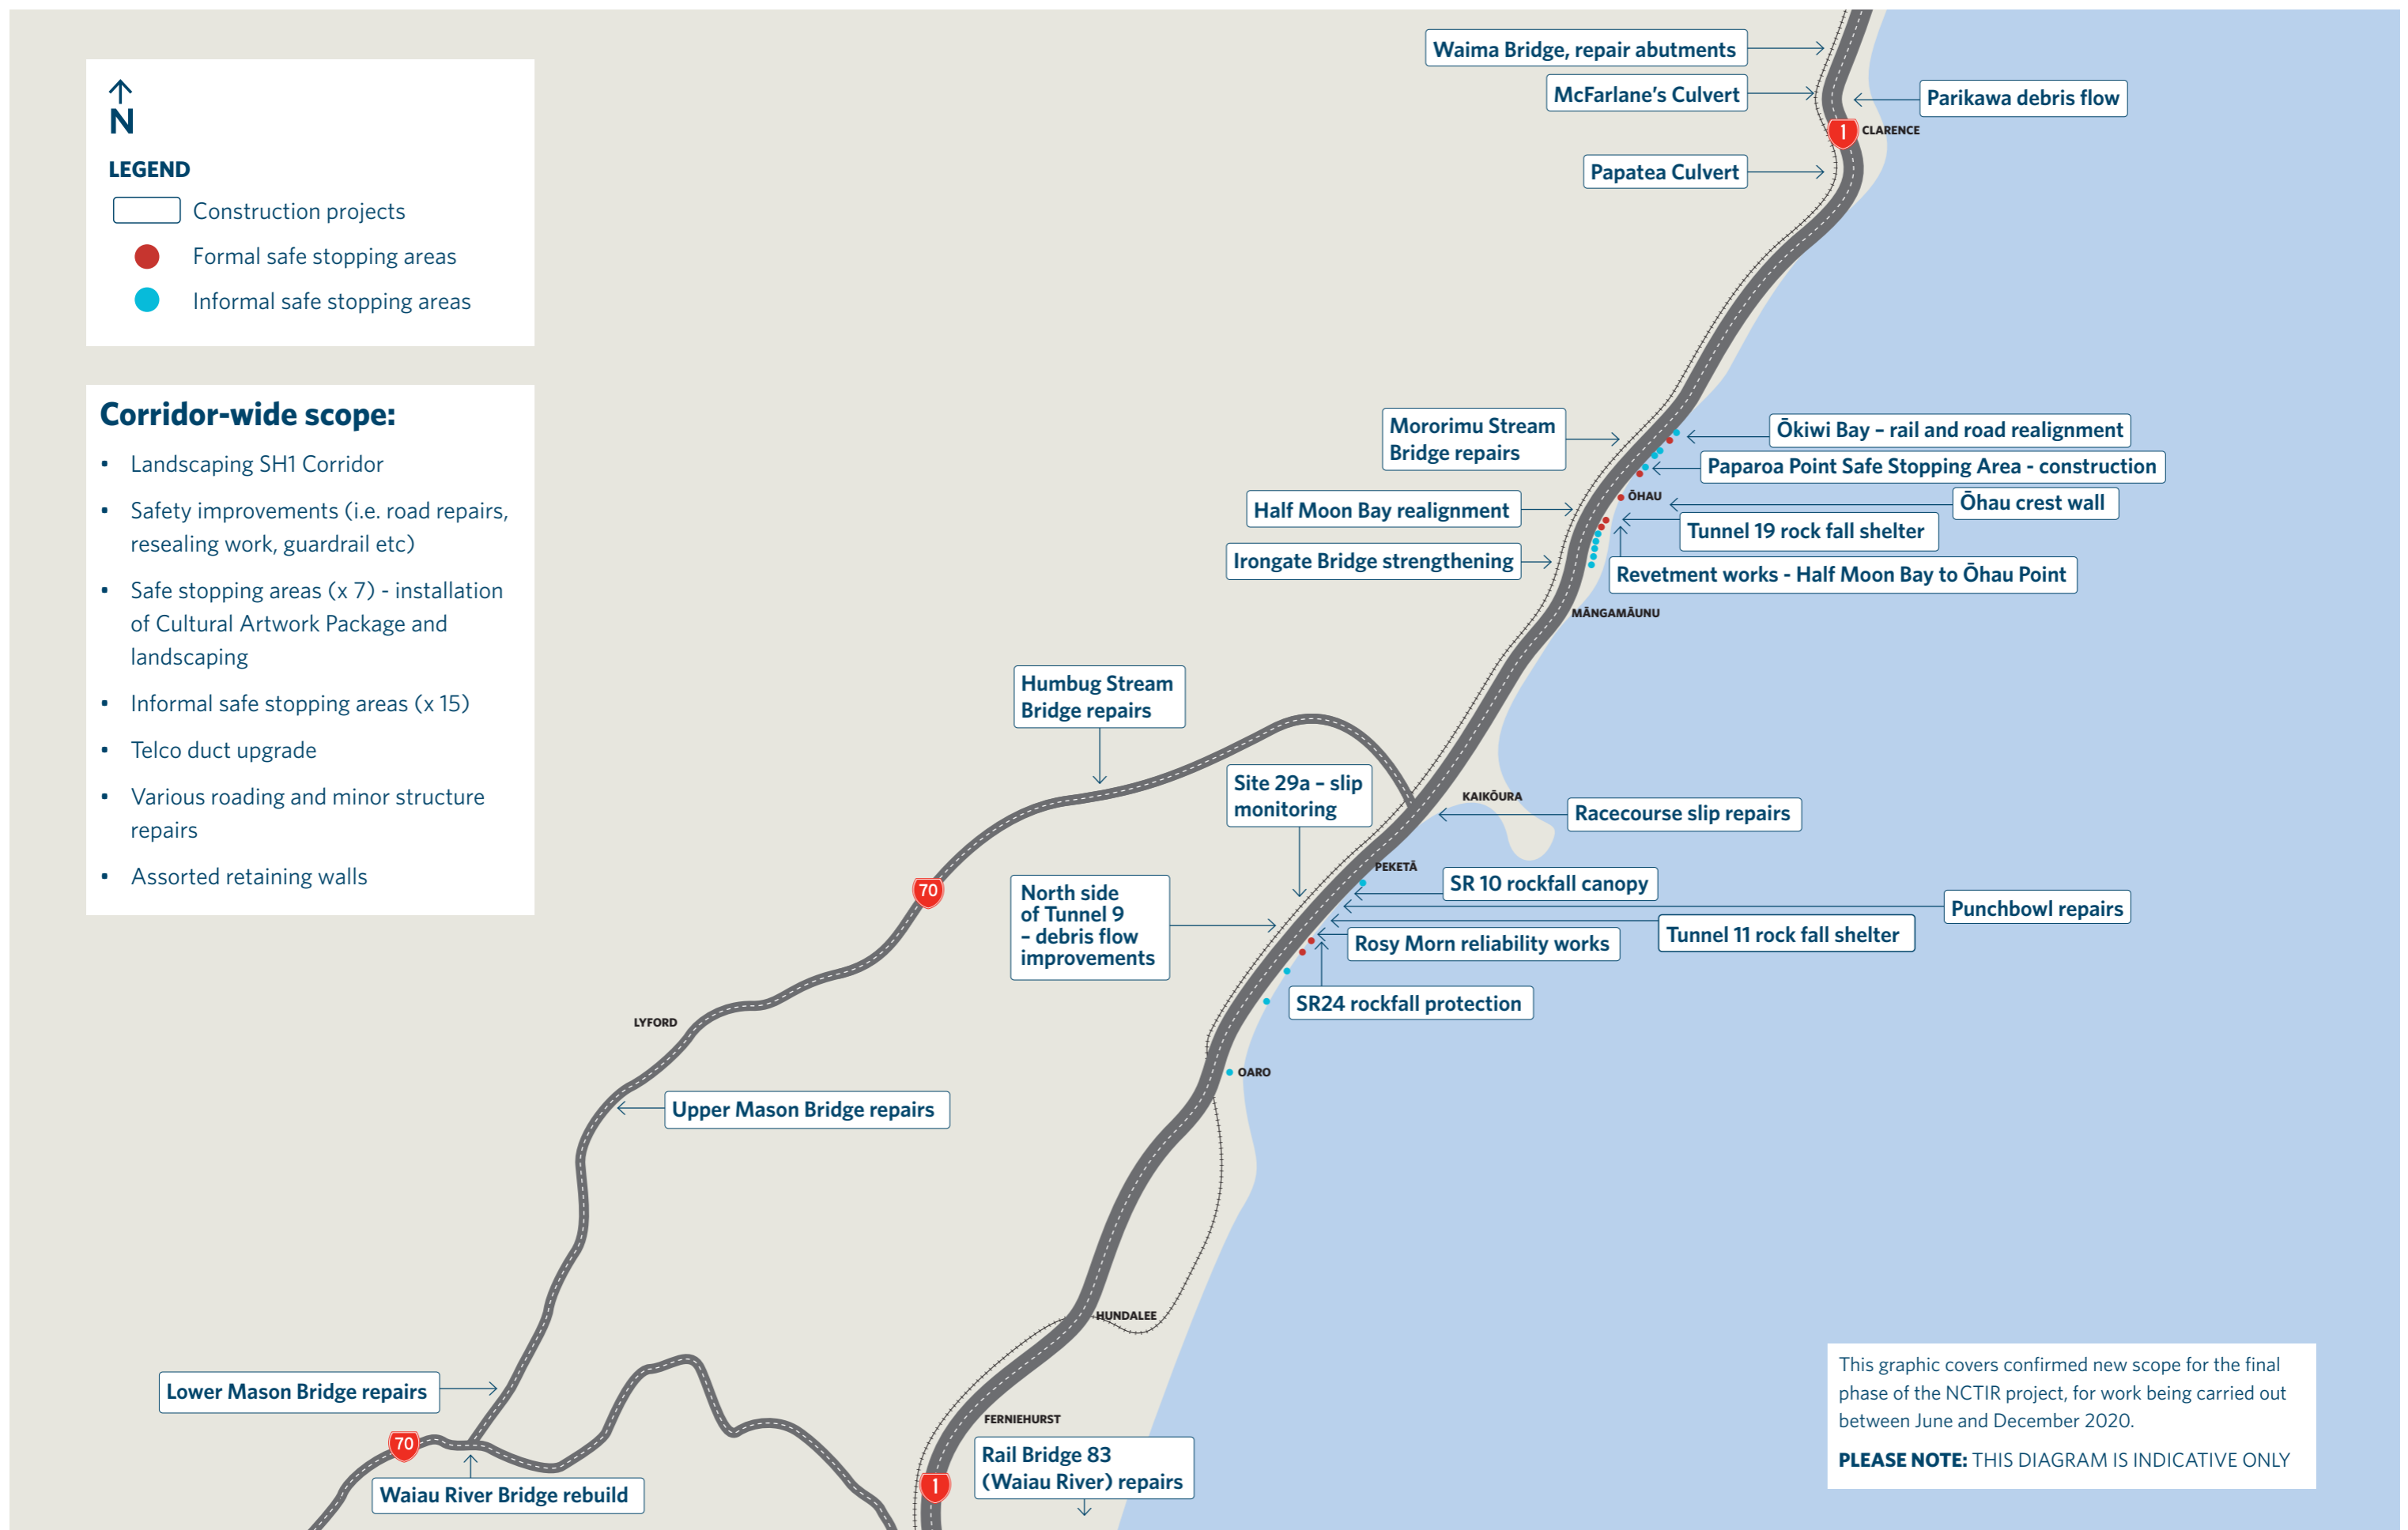 N
LEGEND
Construction projects
Formal safe stopping areas
Informal safe stopping areas
Corridor-wide scope:
• Landscaping SH1 Corridor
• Safety improvements (i.e. road repairs,
resealing work, guardrail etc)
• Safe stopping areas (x 7) - installation
of Cultural Artwork Package and
landscaping
• Informal safe stopping areas (x 15)
• Telco duct upgrade
• Various roading and minor structure
repairs
• Assorted retaining walls
Waima Bridge, repair abutments
McFarlane's Culvert
Parikawa debris flow
1
CLARENCE
Papatea Culvert
Mororimu Stream
Bridge repairs
Ōkiwi Bay – rail and road realignment
Paparoa Point Safe Stopping Area - construction
ŌHAU
Ōhau crest wall
Half Moon Bay realignment
Tunnel 19 rock fall shelter
Irongate Bridge strengthening
Revetment works - Half Moon Bay to Ōhau Point
MĀNGAMĀUNU
Humbug Stream
Bridge repairs
Site 29a – slip
monitoring
KAIKŌURA
Racecourse slip repairs
PEKETĀ
70
North side
of Tunnel 9
– debris flow
improvements
SR 10 rockfall canopy
Punchbowl repairs
Tunnel 11 rock fall shelter
Rosy Morn reliability works
SR24 rockfall protection
LYFORD
OARO
Upper Mason Bridge repairs
HUNDALEE
Lower Mason Bridge repairs
FERNIEHURST
70
Rail Bridge 83
(Waiau River) repairs
1
Waiau River Bridge rebuild
This graphic covers confirmed new scope for the final
phase of the NCTIR project, for work being carried out
between June and December 2020.
PLEASE NOTE: THIS DIAGRAM IS INDICATIVE ONLY